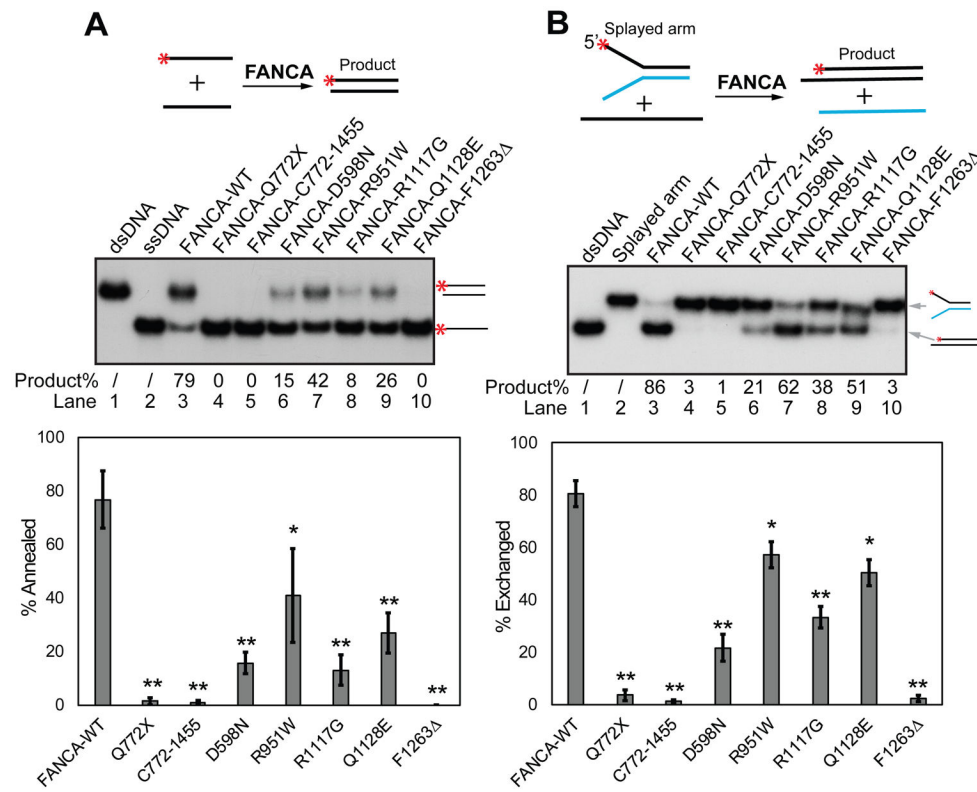 A
*
+
FANCA
Product
*
dsDNA
ssDNA
FANCA-WT
FANCA-Q772X
FANCA-C772-1455
FANCA-D598N
FANCA-R951W
FANCA-R1117G
FANCA-Q1128E
FANCA-F1263Δ
*
*
Product% / / 79 0 0 15 42 8 26 0
Lane 1 2 3 4 5 6 7 8 9 10
% Annealed
100
80
60
40
20
0
** ** ** * ** ** **
FANCA-WT
Q772X
C772-1455
D598N
R951W
R1117G
Q1128E
F1263Δ
B
Splayed arm
5'*
+
FANCA
Product
*
+
dsDNA
Splayed arm
FANCA-WT
FANCA-Q772X
FANCA-C772-1455
FANCA-D598N
FANCA-R951W
FANCA-R1117G
FANCA-Q1128E
FANCA-F1263Δ
*
*
Product% / / 86 3 1 21 62 38 51 3
Lane 1 2 3 4 5 6 7 8 9 10
% Exchanged
100
80
60
40
20
0
** ** ** * ** * **
FANCA-WT
Q772X
C772-1455
D598N
R951W
R1117G
Q1128E
F1263Δ